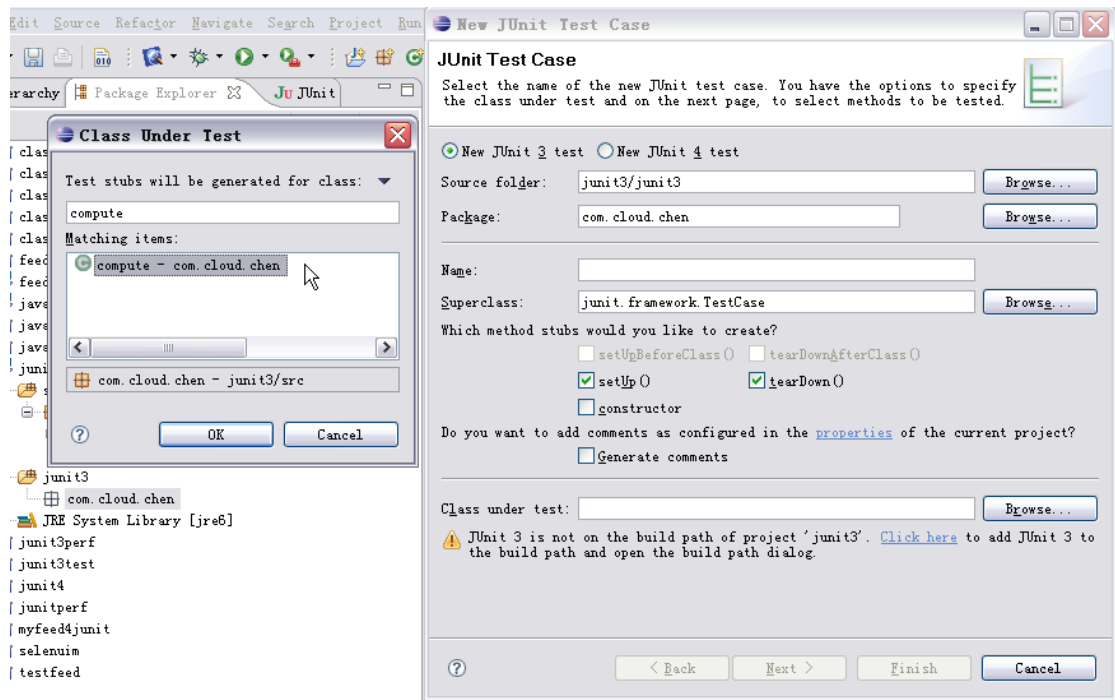 Edit Source Refactor Navigate Search Project Run
erarchy Package Explorer JUnit
clas
clas
clas
clas
clas
feed
feed
java
java
java
juni
s
junit3
com.cloud.chen
JRE System Library [jre6]
junit3perf
junit3test
junit4
junitperf
myfeed4junit
selenuim
testfeed
Class Under Test
Test stubs will be generated for class:
compute
Matching items:
compute - com.cloud.chen
com.cloud.chen - junit3/src
OK Cancel
New JUnit Test Case
JUnit Test Case
Select the name of the new JUnit test case. You have the options to specify
the class under test and on the next page, to select methods to be tested.
New JUnit 3 test New JUnit 4 test
Source folder: junit3/junit3 Browse...
Package: com.cloud.chen Browse...
Name:
Superclass: junit.framework.TestCase Browse...
Which method stubs would you like to create?
setUpBeforeClass() tearDownAfterClass()
setUp() tearDown()
constructor
Do you want to add comments as configured in the properties of the current project?
Generate comments
Class under test: Browse...
JUnit 3 is not on the build path of project 'junit3'. Click here to add JUnit 3 to
the build path and open the build path dialog.
< Back Next > Finish Cancel